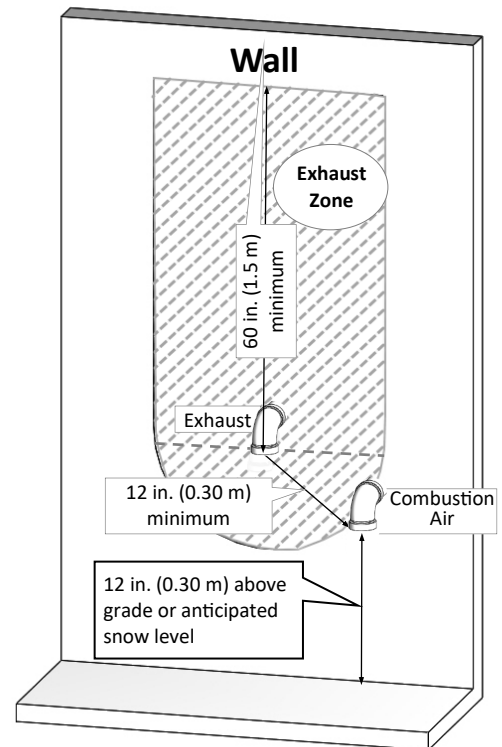 Wall
Exhaust
Zone
60 in. (1.5 m)
minimum
Exhaust
12 in. (0.30 m)
minimum
Combustion
Air
12 in. (0.30 m) above
grade or anticipated
snow level